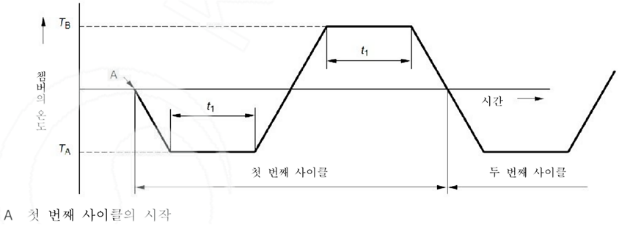 T_B
t₁
A
챔버의 온도
t₁
시간
T_A
첫 번째 사이클
두 번째 사이클
A 첫 번째 사이클의 시작